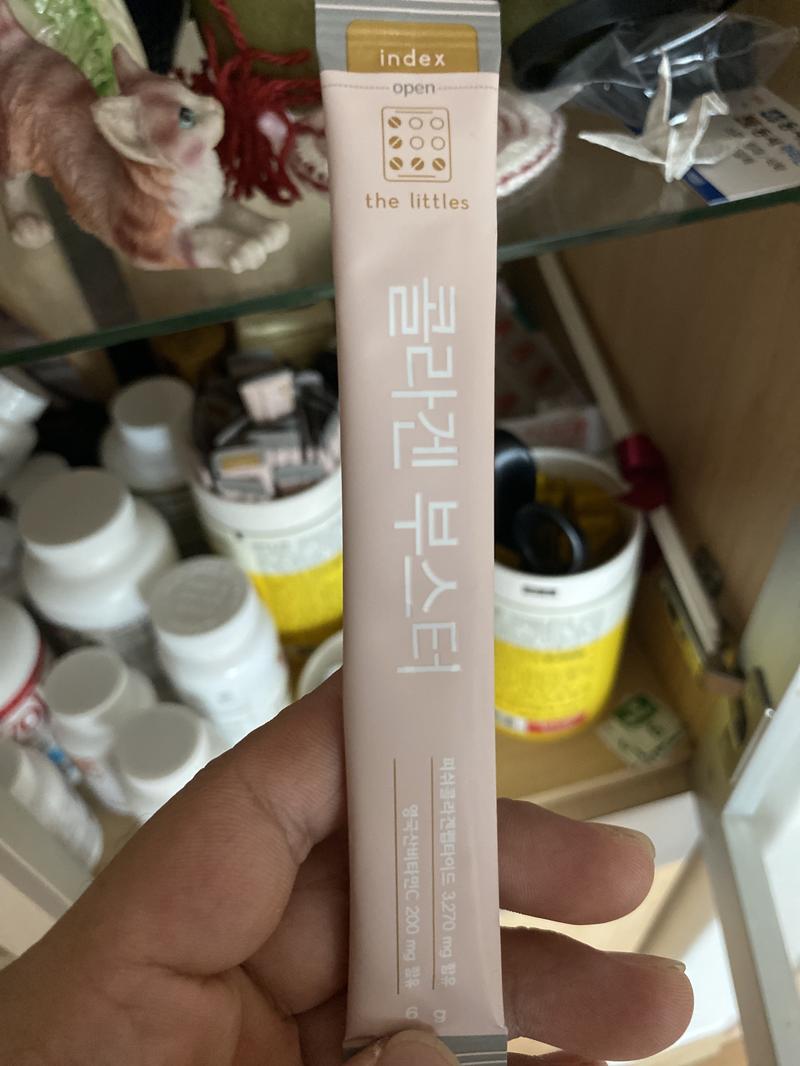 index
open
the littles
콜라겐 부스터
피쉬콜라겐펩타이드 3,270 mg 함유
영국산비타민C 200 mg 함유
6 g